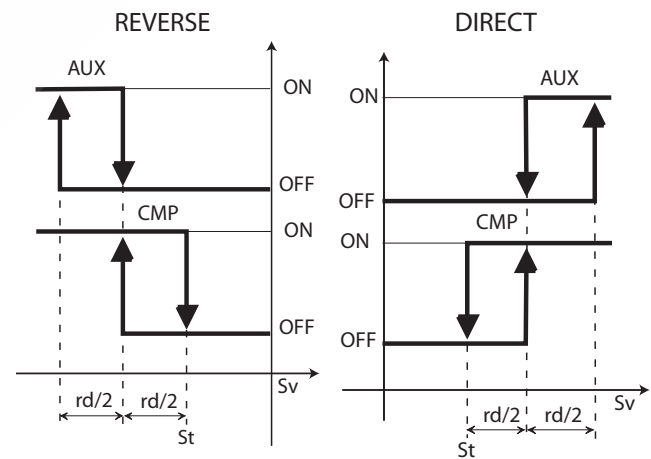 REVERSE
AUX
ON
OFF
CMP
ON
OFF
Sv
rd/2 rd/2
St
DIRECT
AUX
ON
OFF
CMP
ON
OFF
Sv
rd/2 rd/2
St